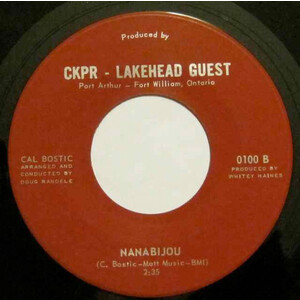 Produced by
CKPR - LAKEHEAD GUEST
Port Arthur - Fort William, Ontario
CAL BOSTIC
ARRANGED AND
CONDUCTED BY
DOUG RANDLE
0100 B
PRODUCED BY
WHITEY HAINES
NANABIJOU
(C. Bostic-Matt Music-BMI)
2:35